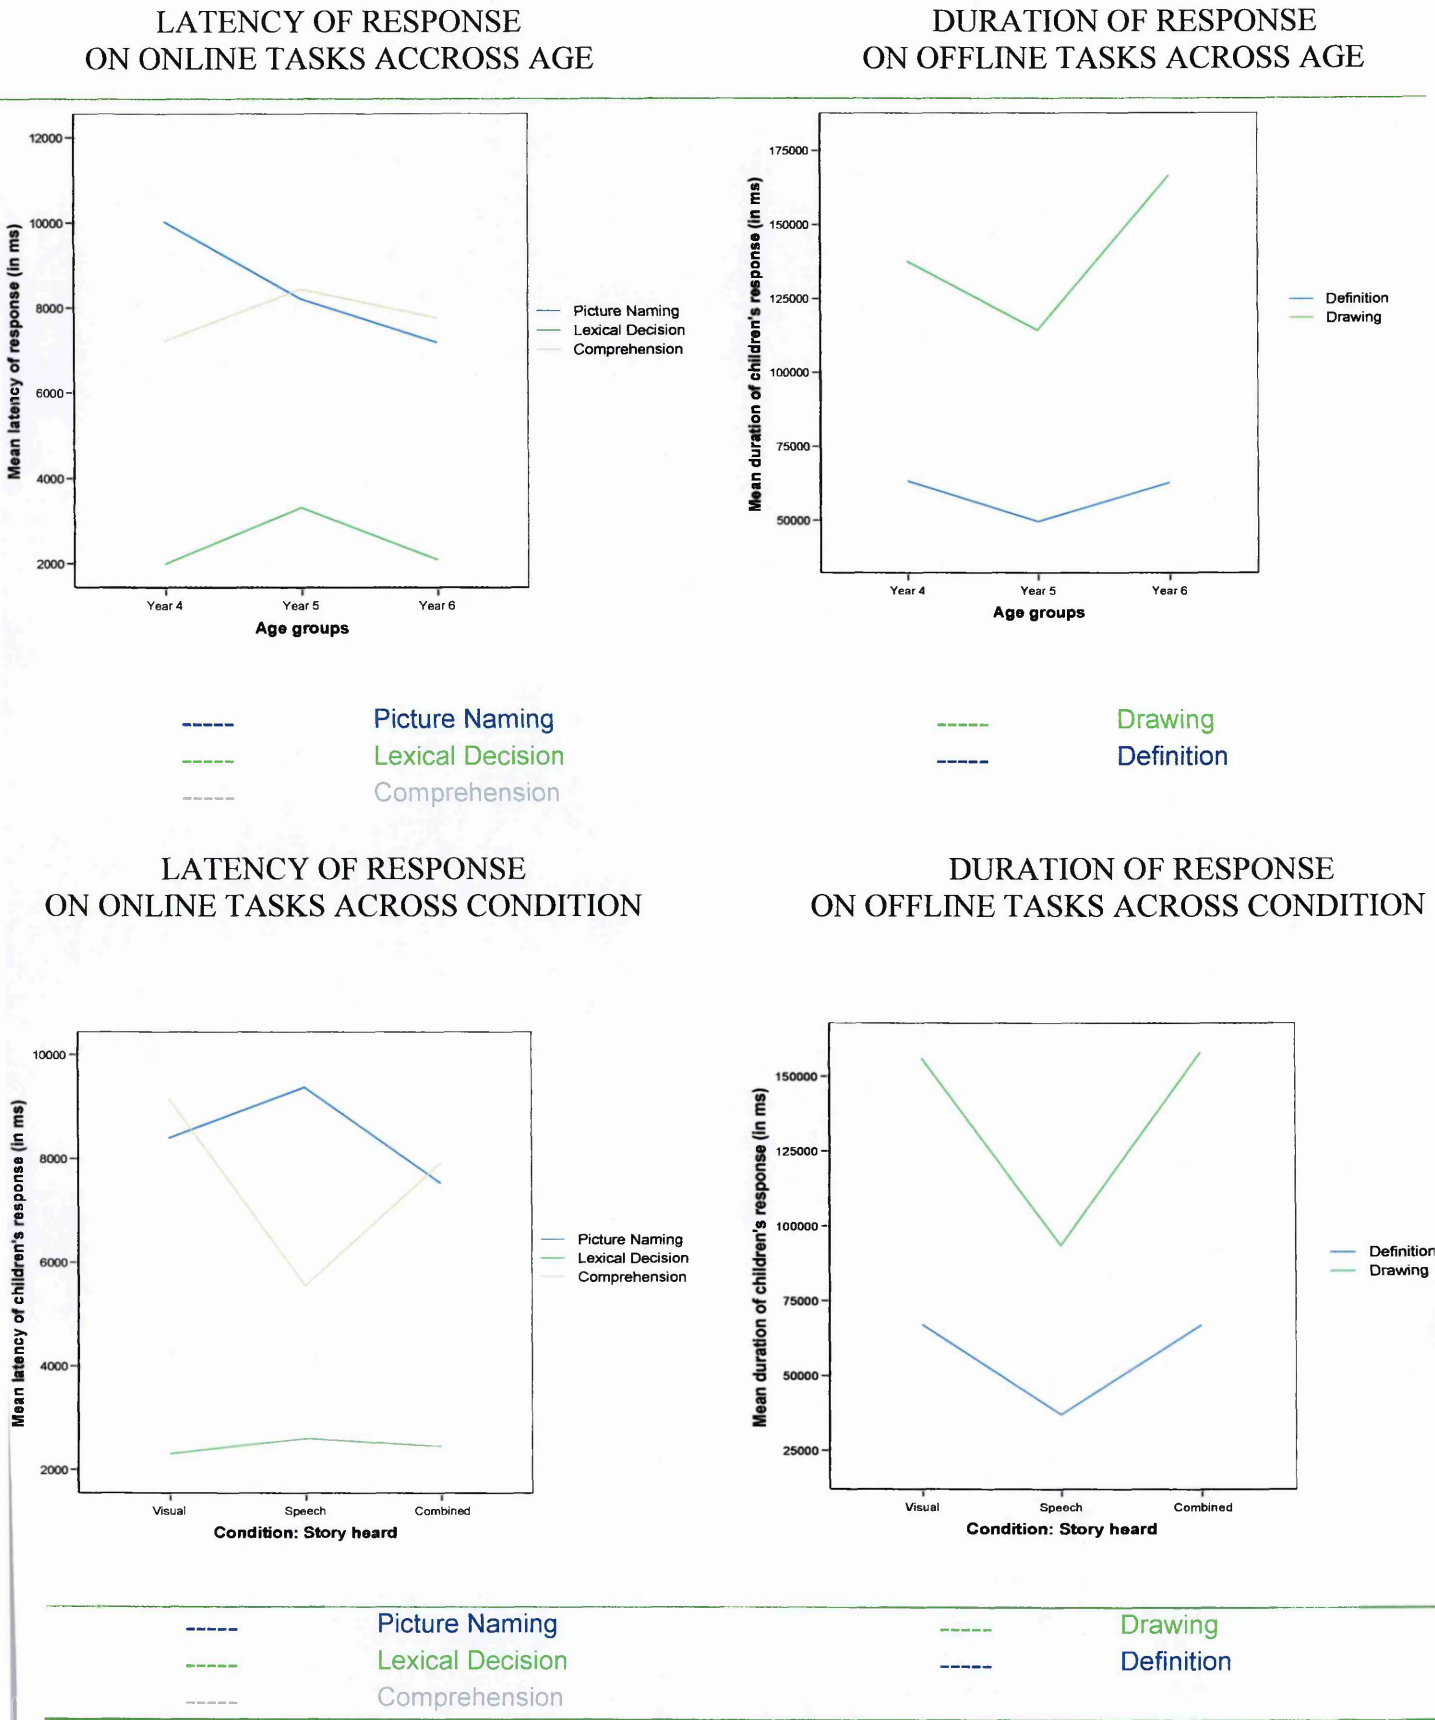 LATENCY OF RESPONSE
ON ONLINE TASKS ACCROSS AGE
DURATION OF RESPONSE
ON OFFLINE TASKS ACROSS AGE
Mean latency of response (in ms)
12000
10000
8000
6000
4000
2000
Year 4
Year 5
Year 6
Age groups
Picture Naming
Lexical Decision
Comprehension
Mean duration of children's response (in ms)
175000
150000
125000
100000
75000
50000
Year 4
Year 5
Year 6
Age groups
Definition
Drawing
Picture Naming
Lexical Decision
Comprehension
Drawing
Definition
LATENCY OF RESPONSE
ON ONLINE TASKS ACROSS CONDITION
DURATION OF RESPONSE
ON OFFLINE TASKS ACROSS CONDITION
Mean latency of children's response (in ms)
10000
8000
6000
4000
2000
Visual
Speech
Combined
Condition: Story heard
Picture Naming
Lexical Decision
Comprehension
Mean duration of children's response (in ms)
150000
125000
100000
75000
50000
25000
Visual
Speech
Combined
Condition: Story heard
Definition
Drawing
Picture Naming
Lexical Decision
Comprehension
Drawing
Definition